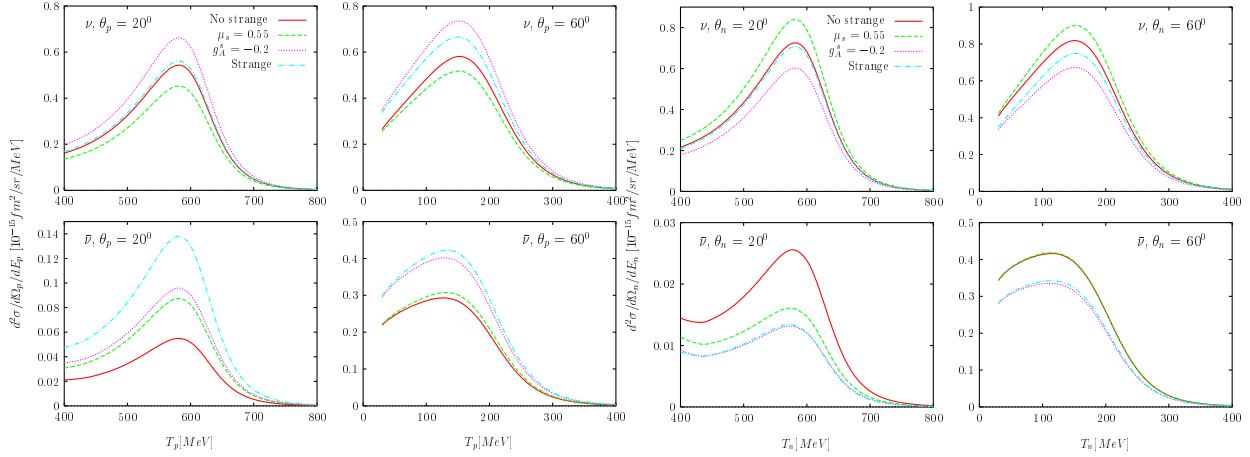 ν, θ_p = 20⁰
No strange
μ_s = 0.55
g_A^s = −0.2
Strange
0.8
0.6
0.4
0.2
0
400 500 600 700 800
ν, θ_p = 60⁰
0.8
0.6
0.4
0.2
0
0 100 200 300 400
ν, θ_n = 20⁰
No strange
μ_s = 0.55
g_A^s = −0.2
Strange
0.8
0.6
0.4
0.2
0
400 500 600 700 800
ν, θ_n = 60⁰
1
0.8
0.6
0.4
0.2
0
0 100 200 300 400
d²σ/dΩ_p/dE_p [10⁻¹⁵fm²/sr/MeV]
ν̄, θ_p = 20⁰
0.14
0.12
0.1
0.08
0.06
0.04
0.02
0
400 500 600 700 800
T_p[MeV]
ν̄, θ_p = 60⁰
0.5
0.4
0.3
0.2
0.1
0
0 100 200 300 400
T_p[MeV]
d²σ/dΩ_n/dE_n [10⁻¹⁵fm²/sr/MeV]
ν̄, θ_n = 20⁰
0.03
0.02
0.01
0
400 500 600 700 800
T_n[MeV]
ν̄, θ_n = 60⁰
0.6
0.4
0.2
0
0 100 200 300 400
T_n[MeV]